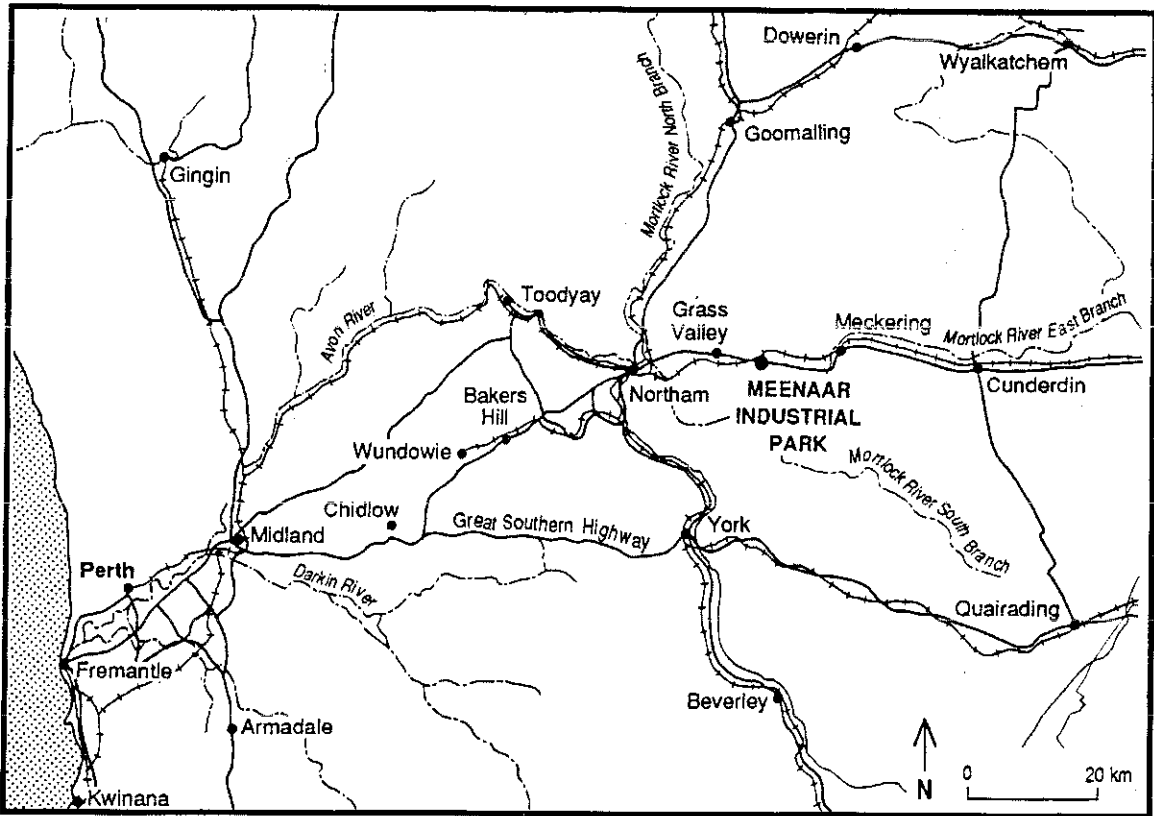 Dowerin
Wyalkatchem
Mortlock River North Branch
Goomalling
Gingin
Toodyay
Avon River
Grass
Valley
Meckering
Mortlock River East Branch
Northam
MEENAAR
INDUSTRIAL
PARK
Cunderdin
Bakers
Hill
Wundowie
Mortlock River South Branch
Chidlow
Great Southern Highway
York
Midland
Perth
Darkin River
Quairading
Fremantle
Beverley
Armadale
Kwinana
N
0 20 km